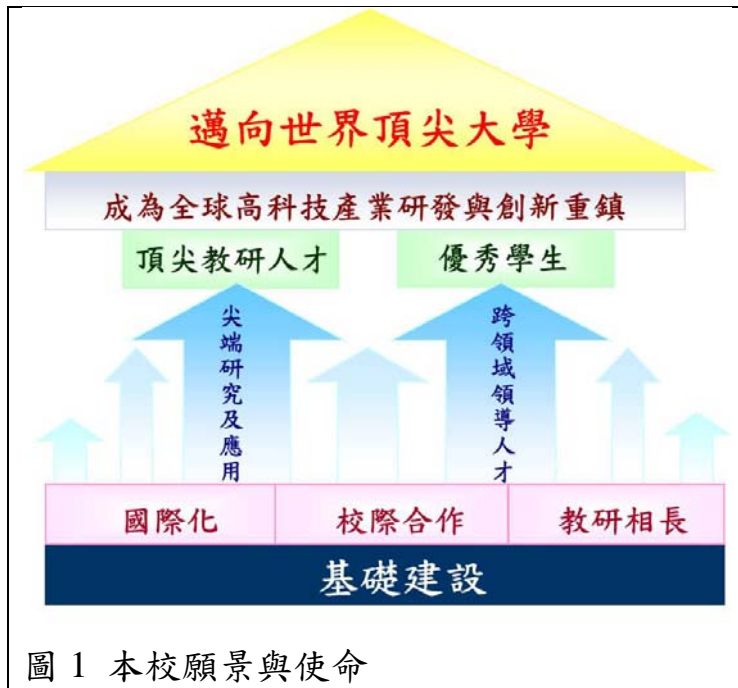 邁向世界頂尖大學
成為全球高科技產業研發與創新重鎮
頂尖教研人才
優秀學生
尖端研究及應用
跨領域領導人才
國際化
校際合作
教研相長
基礎建設
圖 1 本校願景與使命